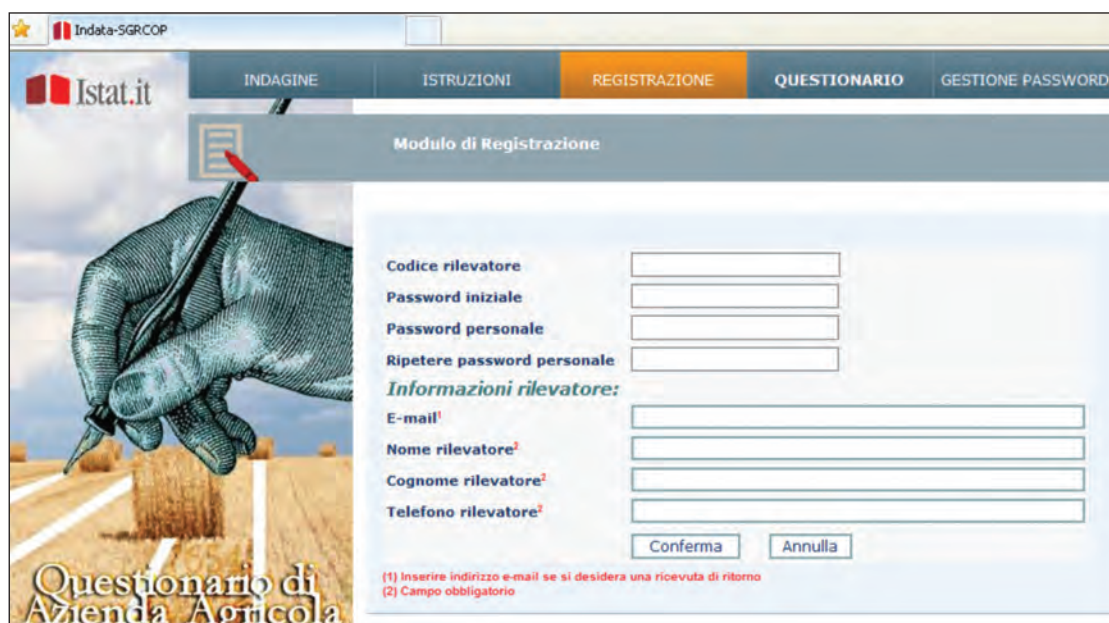 Indata-SGRCOP
Istat.it
INDAGINE ISTRUZIONI REGISTRAZIONE QUESTIONARIO GESTIONE PASSWORD
Modulo di Registrazione
Codice rilevatore
Password iniziale
Password personale
Ripetere password personale
Informazioni rilevatore:
E-mail¹
Nome rilevatore²
Cognome rilevatore²
Telefono rilevatore²
Conferma Annulla
(1) Inserire indirizzo e-mail se si desidera una ricevuta di ritorno
(2) Campo obbligatorio
Questionario di
Azienda Agricola